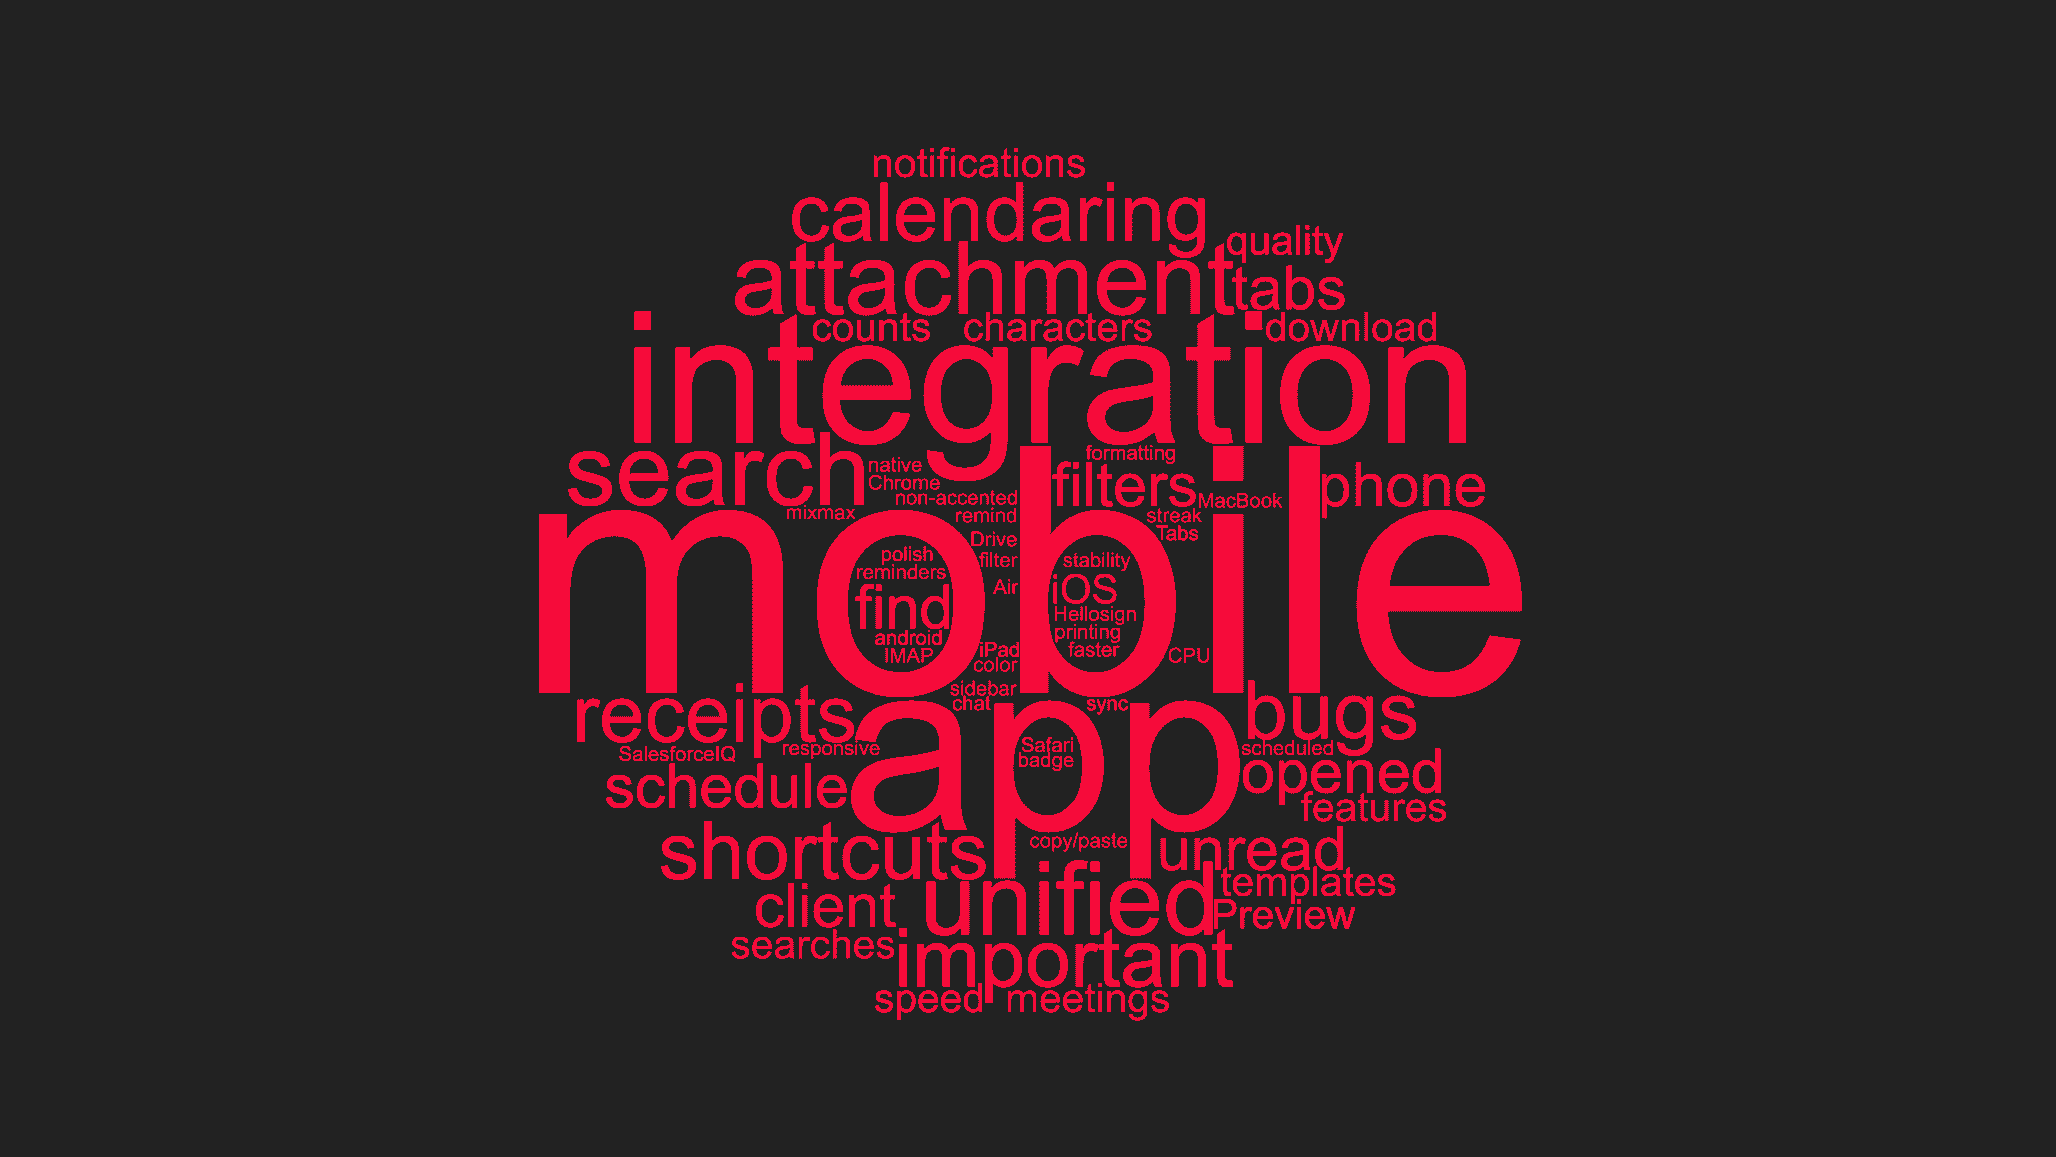 notifications
calendaring
quality
attachment
tabs
counts characters download
integration
search
formatting
native
filters
phone
Chrome
non-accented
MacBook
mixmax
remind
streak
Tabs
mobile
Drive
polish
filter
stability
reminders
Air
iOS
find
Hellosign
android
printing
IMAP
iPad
faster
CPU
color
sidebar
chat
sync
receipts
bugs
app
SalesforceIQ
responsive
Safari
scheduled
badge
schedule
opened
features
shortcuts
copy/paste
unread
templates
client
unified
Preview
searches
important
speed meetings